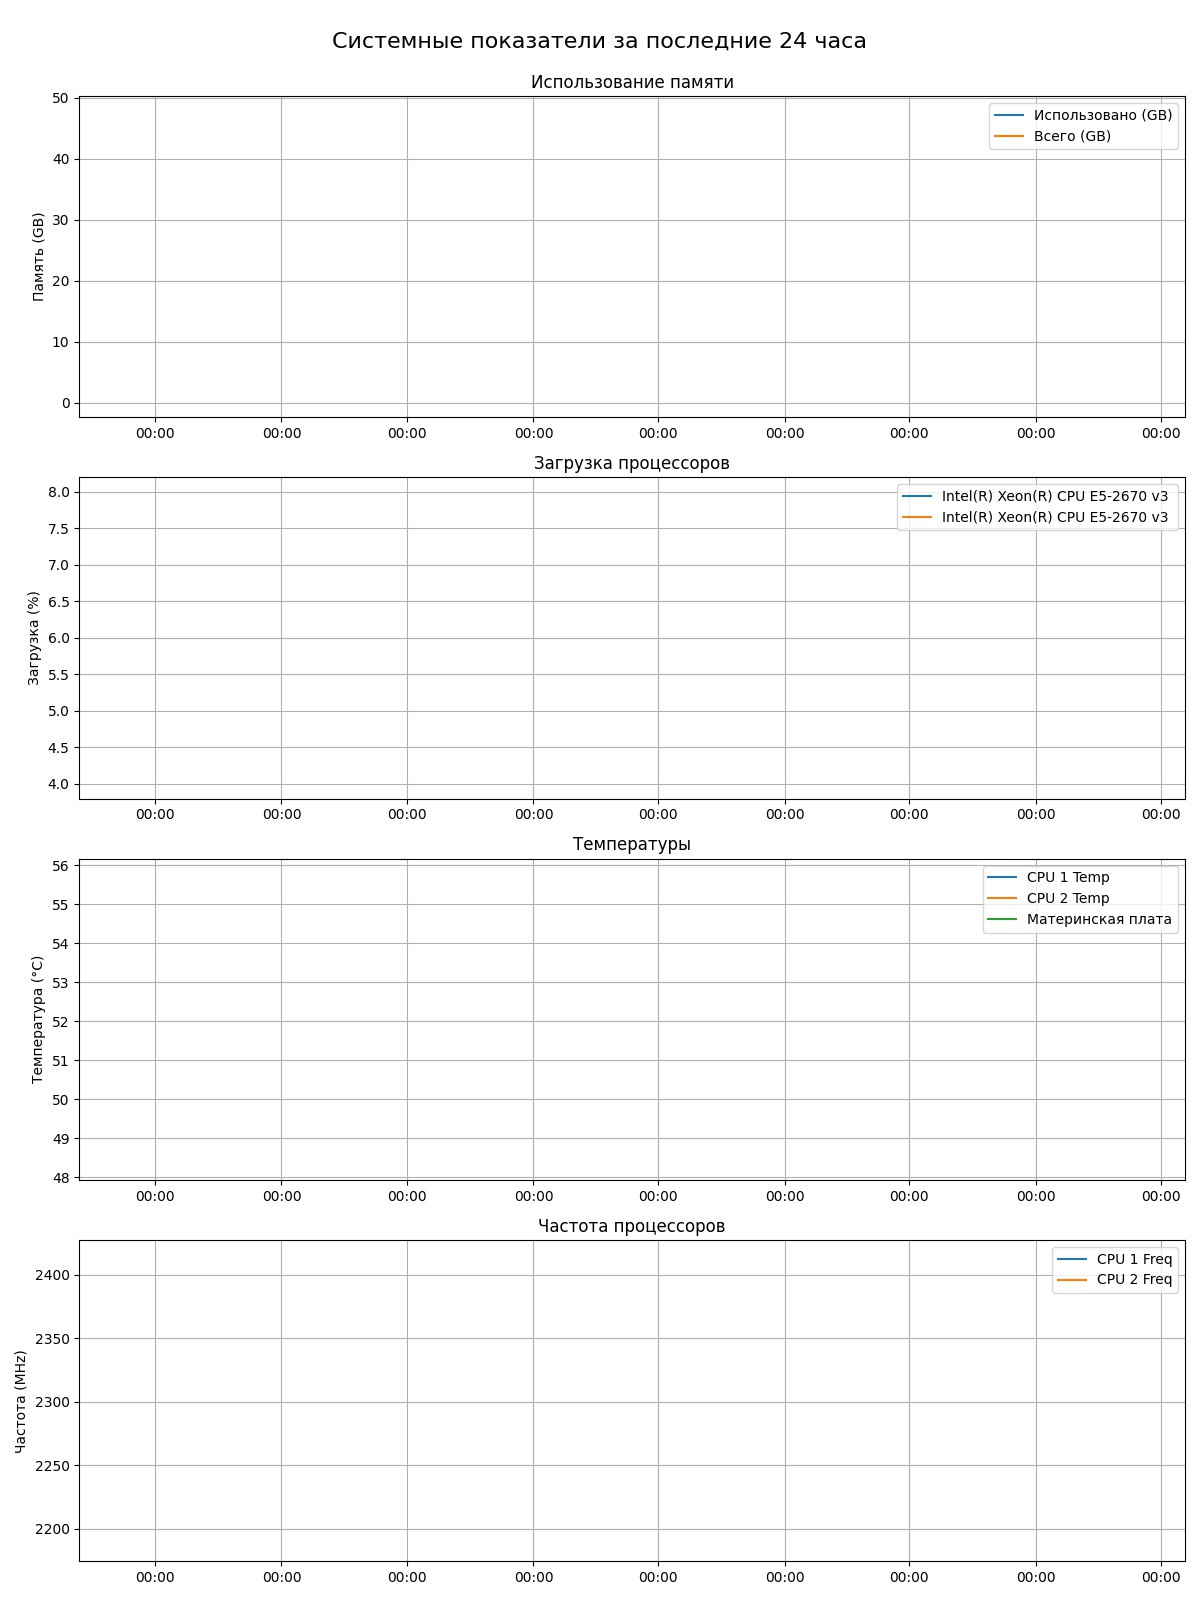 Системные показатели за последние 24 часа
Использование памяти
Память (GB)
50
40
30
20
10
0
Использовано (GB)
Всего (GB)
00:00 00:00 00:00 00:00 00:00 00:00 00:00 00:00 00:00
Загрузка процессоров
Загрузка (%)
8.0
7.5
7.0
6.5
6.0
5.5
5.0
4.5
4.0
Intel(R) Xeon(R) CPU E5-2670 v3
Intel(R) Xeon(R) CPU E5-2670 v3
00:00 00:00 00:00 00:00 00:00 00:00 00:00 00:00 00:00
Температуры
Температура (°C)
56
55
54
53
52
51
50
49
48
CPU 1 Temp
CPU 2 Temp
Материнская плата
00:00 00:00 00:00 00:00 00:00 00:00 00:00 00:00 00:00
Частота процессоров
Частота (MHz)
2400
2350
2300
2250
2200
CPU 1 Freq
CPU 2 Freq
00:00 00:00 00:00 00:00 00:00 00:00 00:00 00:00 00:00